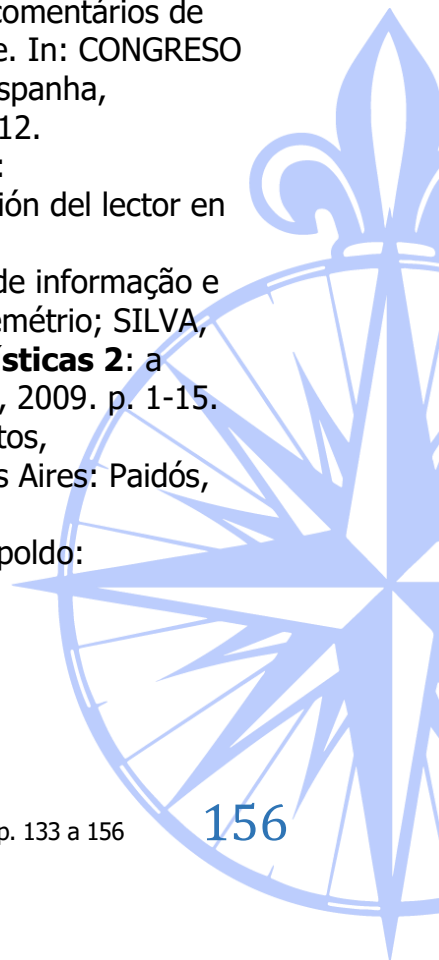 comentários de
e. In: CONGRESO
spanha,
12.
:
ión del lector en
de informação e
emétrio; SILVA,
ísticas 2: a
, 2009. p. 1-15.
tos,
s Aires: Paidós,
poldo:
p. 133 a 156
156